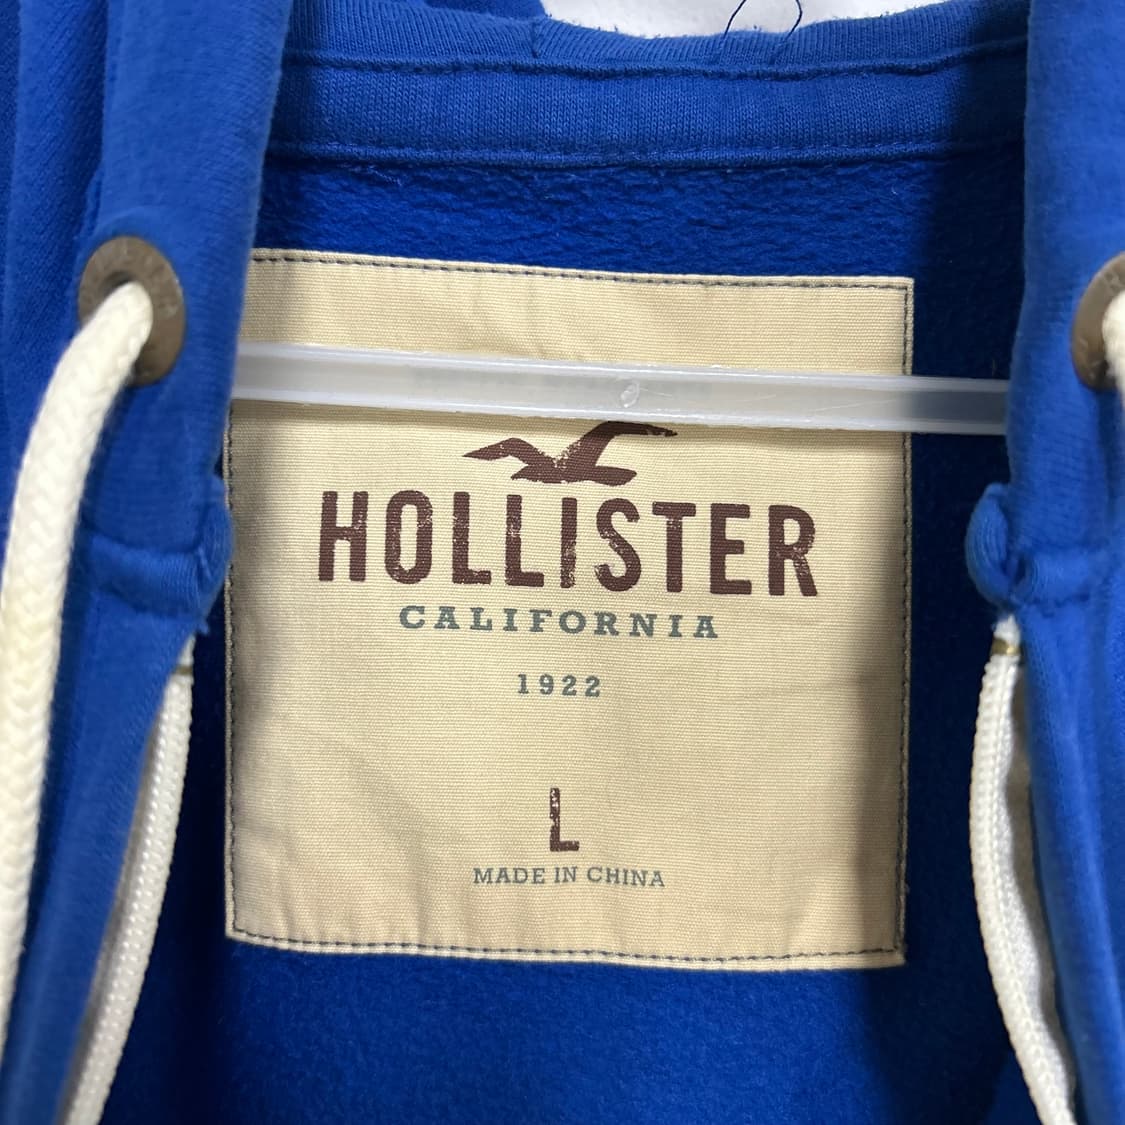 HOLLISTER
CALIFORNIA
1922
L
MADE IN CHINA